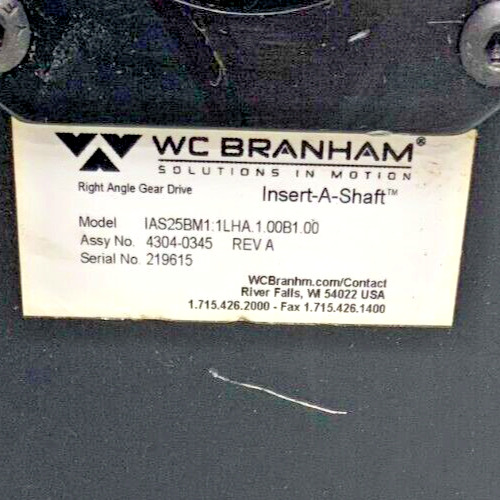 WC BRANHAM®
SOLUTIONS IN MOTION
Right Angle Gear Drive
Insert-A-Shaft™
Model IAS25BM1:1LHA.1.00B1.00
Assy No. 4304-0345 REV A
Serial No. 219615
WCBranhm.com/Contact
River Falls, WI 54022 USA
1.715.426.2000 - Fax 1.715.426.1400